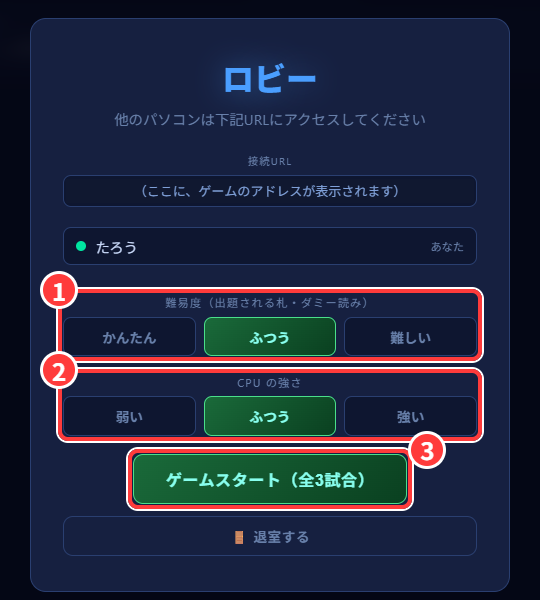 ロビー
他のパソコンは下記URLにアクセスしてください
接続URL
（ここに、ゲームのアドレスが表示されます）
たろう あなた
1
難易度（出題される札・ダミー読み）
かんたん ふつう 難しい
2
CPU の強さ
弱い ふつう 強い
3
ゲームスタート（全3試合）
退室する